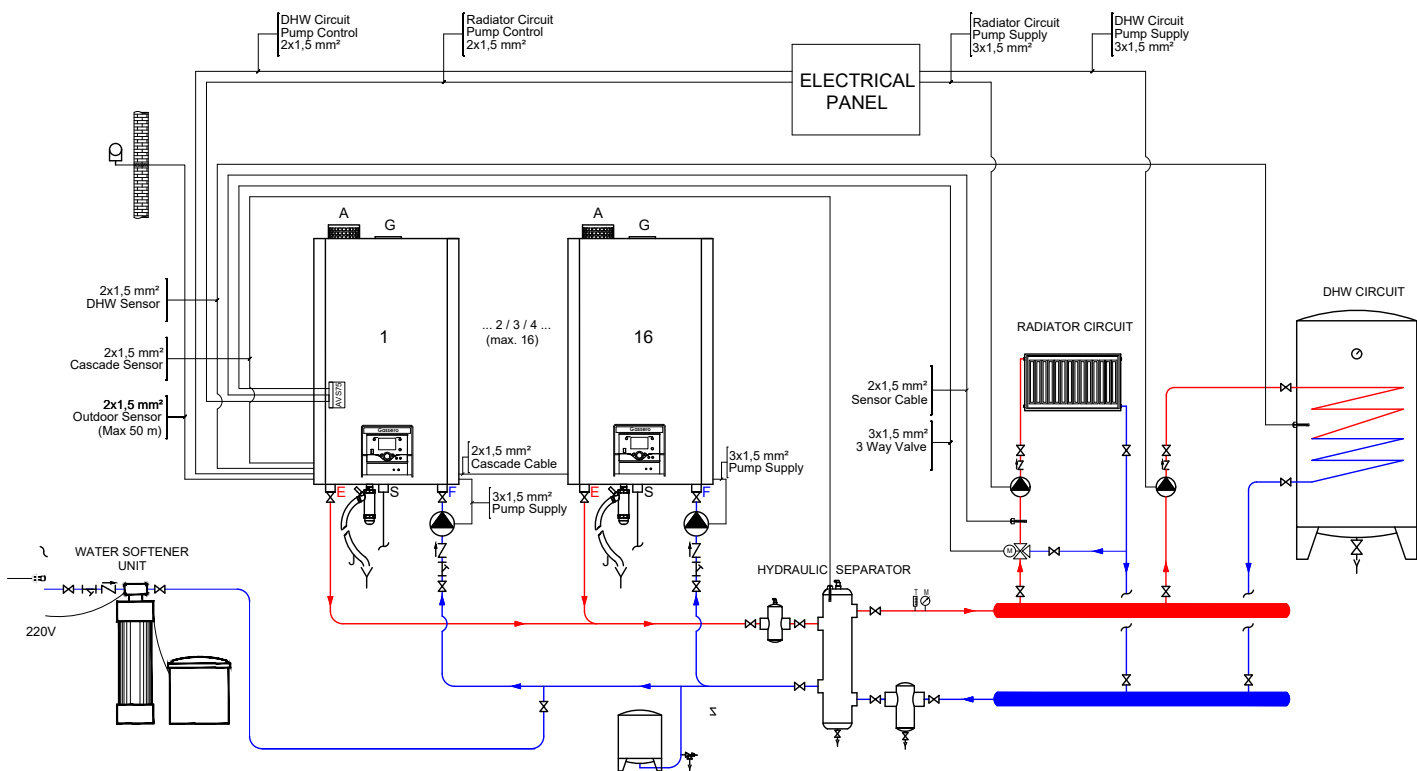 DHW Circuit
Pump Control
2x1,5 mm²
Radiator Circuit
Pump Control
2x1,5 mm²
Radiator Circuit
Pump Supply
3x1,5 mm²
DHW Circuit
Pump Supply
3x1,5 mm²
ELECTRICAL
PANEL
A
G
A
G
2x1,5 mm²
DHW Sensor
2x1,5 mm²
Cascade Sensor
2x1,5 mm²
Outdoor Sensor
(Max 50 m)
1
... 2 / 3 / 4 ...
(max. 16)
16
AVS75
Gassero
Gassero
RADIATOR CIRCUIT
DHW CIRCUIT
2x1,5 mm²
Sensor Cable
3x1,5 mm²
3 Way Valve
2x1,5 mm²
Cascade Cable
3x1,5 mm²
Pump Supply
3x1,5 mm²
Pump Supply
E
S
F
E
S
F
M
WATER SOFTENER
UNIT
220V
HYDRAULIC SEPARATOR
T
M